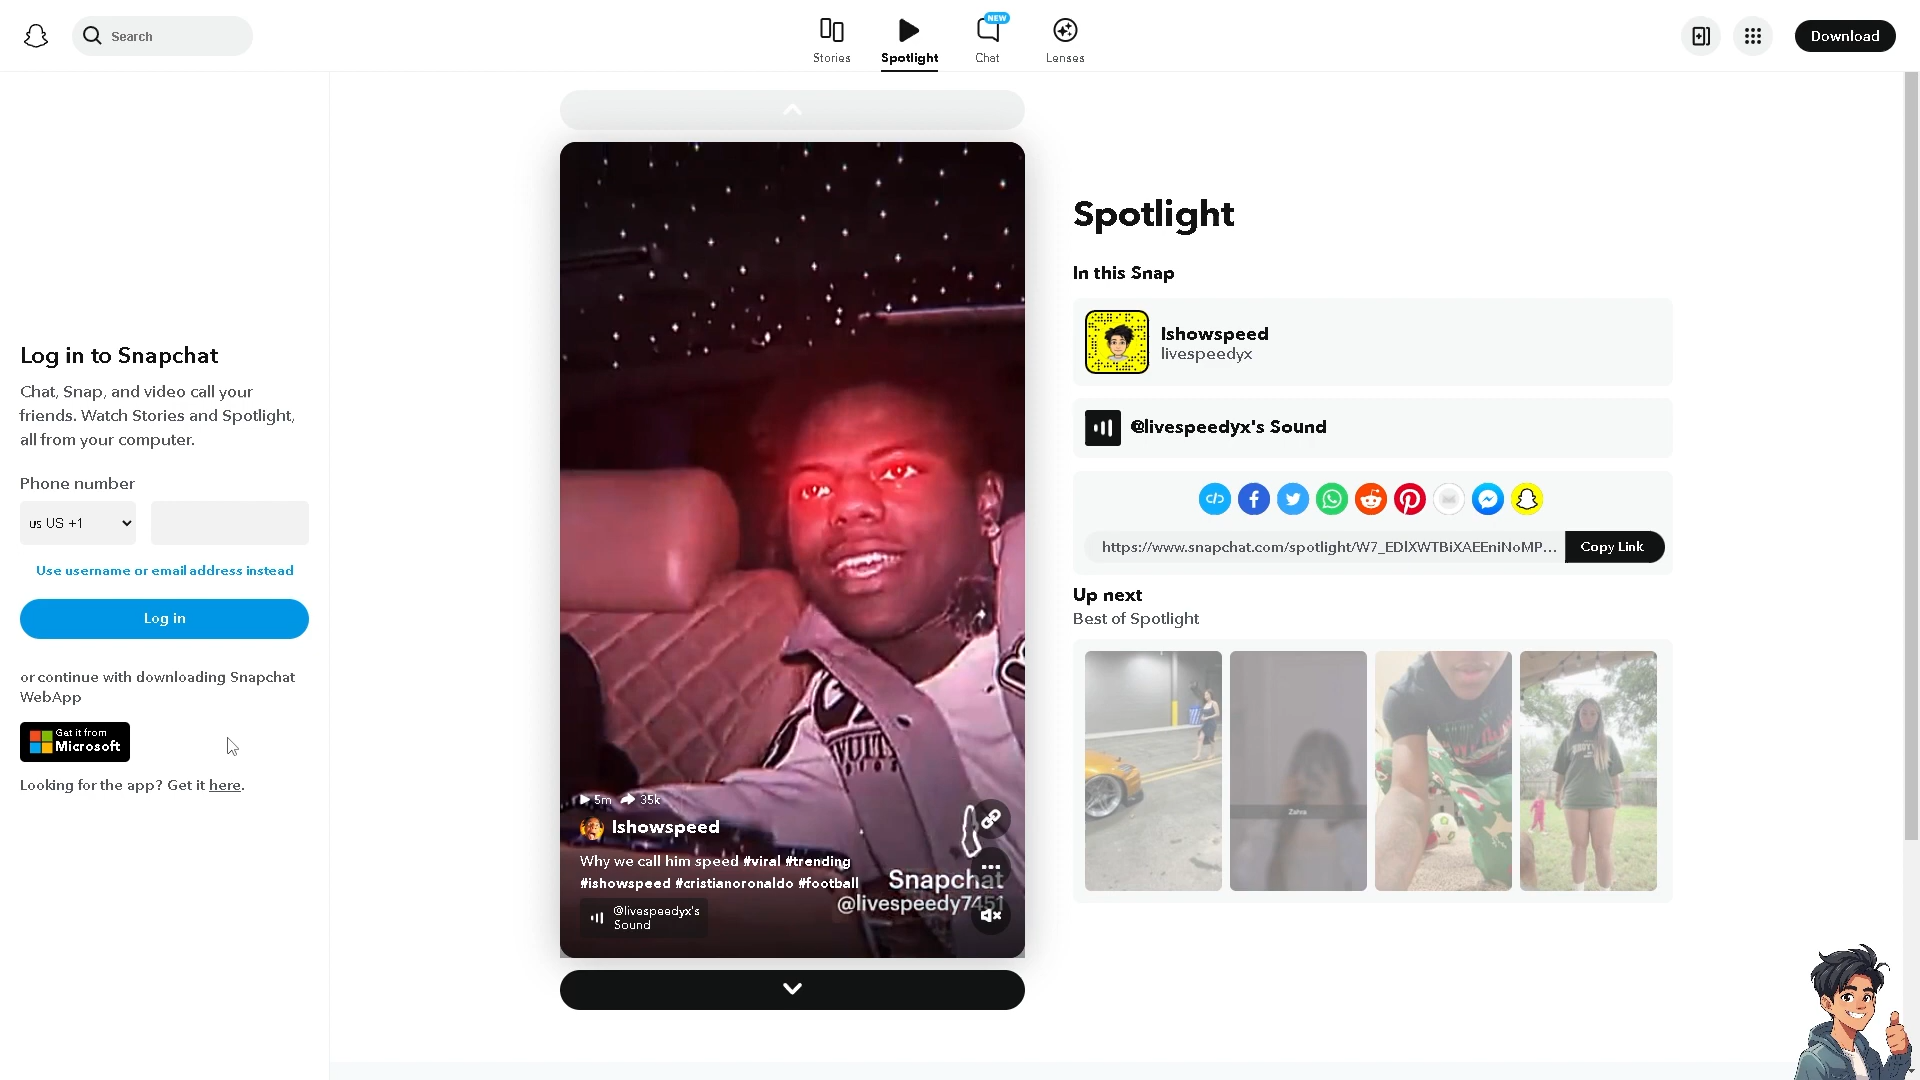 Search
Stories
Spotlight
NEW
Chat
Lenses
Download
Log in to Snapchat
Chat, Snap, and video call your
friends. Watch Stories and Spotlight,
all from your computer.
Phone number
us US +1
Use username or email address instead
Log in
or continue with downloading Snapchat
WebApp
Get it from
Microsoft
Looking for the app? Get it here.
5m 35k
Ishowspeed
Why we call him speed #viral #trending
#ishowspeed #cristianoronaldo #football
@livespeedyx's
Sound
Snapchat
@livespeedy7451
Spotlight
In this Snap
Ishowspeed
livespeedyx
@livespeedyx's Sound
https://www.snapchat.com/spotlight/W7_EDlXWTBiXAEEniNoMP...
Copy Link
Up next
Best of Spotlight
Zahra